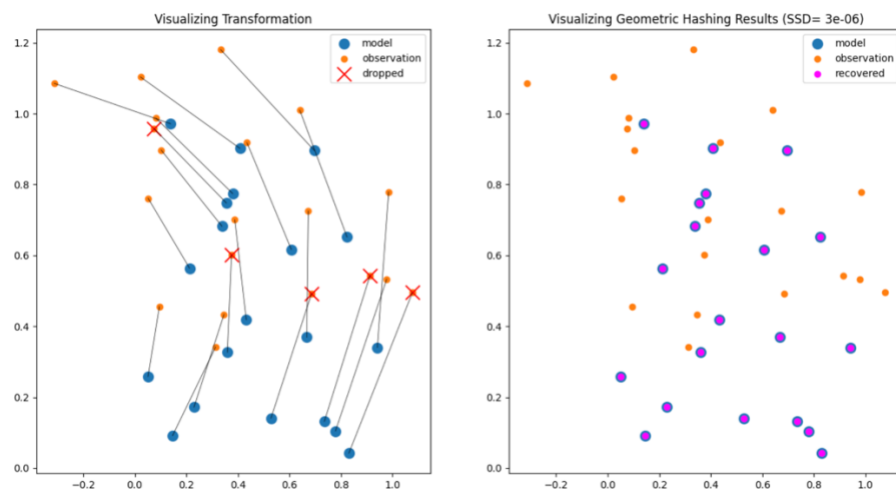 Visualizing Transformation
model
observation
dropped
1.2
1.0
0.8
0.6
0.4
0.2
0.0
−0.2 0.0 0.2 0.4 0.6 0.8 1.0
Visualizing Geometric Hashing Results (SSD= 3e-06)
model
observation
recovered
1.2
1.0
0.8
0.6
0.4
0.2
0.0
−0.2 0.0 0.2 0.4 0.6 0.8 1.0